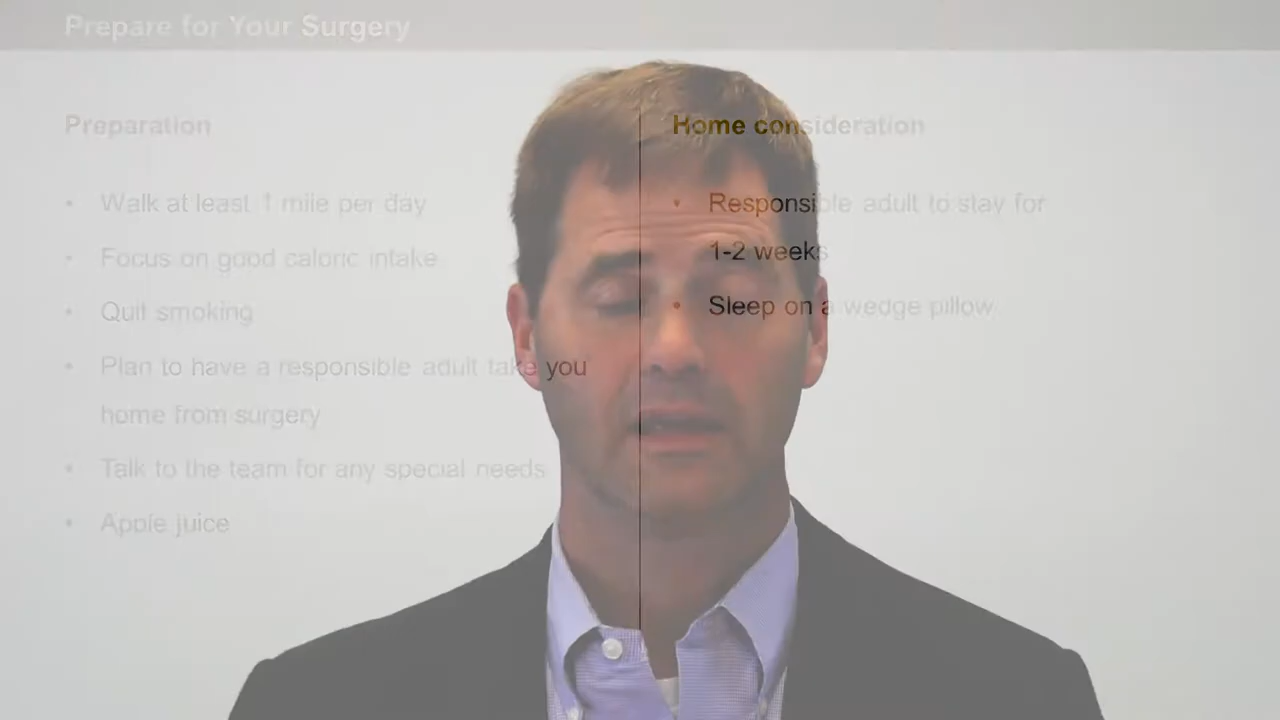 Prepare for Your Surgery
Preparation
• Walk at least 1 mile per day
• Focus on good caloric intake
• Quit smoking
• Plan to have a responsible adult take you
home from surgery
• Talk to the team for any special needs
• Apple juice
Home consideration
• Responsible adult to stay for
1-2 weeks
• Sleep on a wedge pillow